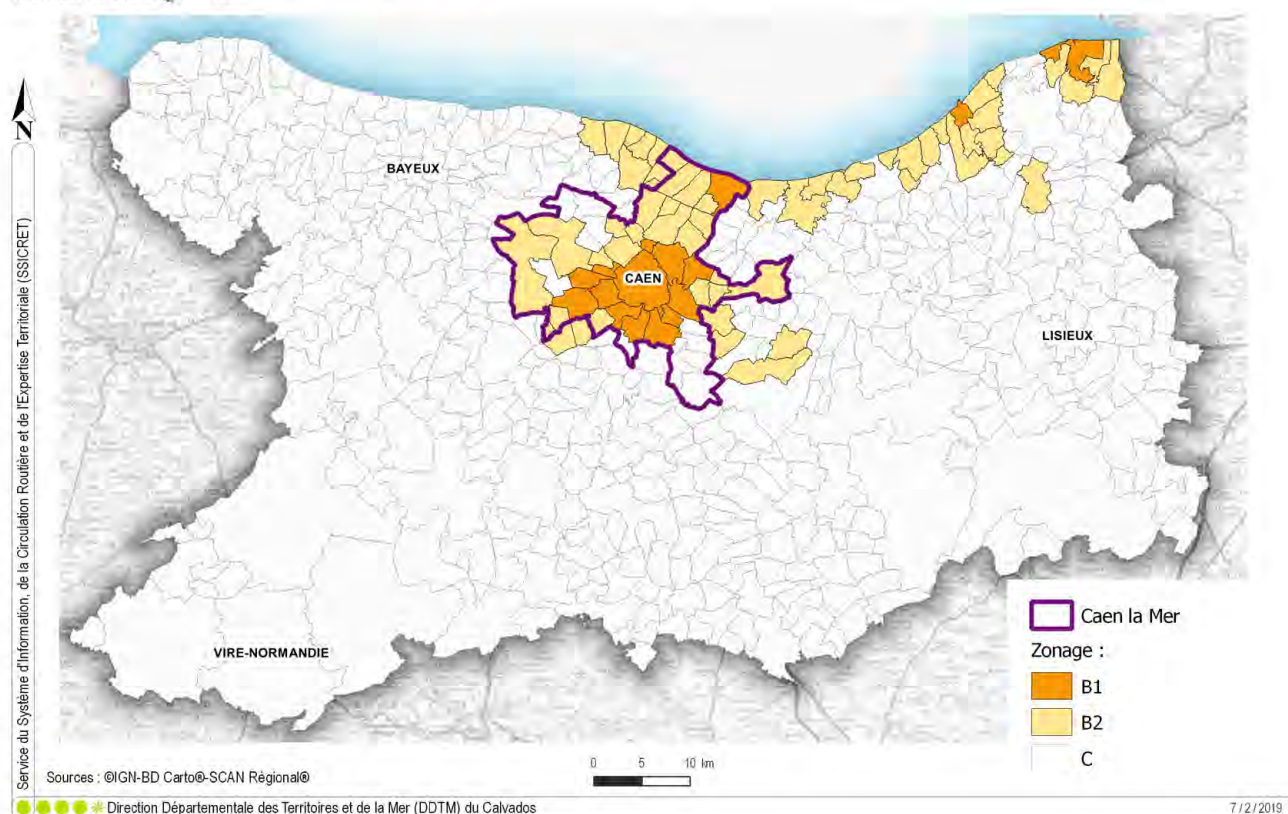 N
Service du Système d'Information, de la Circulation Routière et de l'Expertise Territoriale (SSICRET)
BAYEUX
CAEN
LISIEUX
VIRE-NORMANDIE
Caen la Mer
Zonage :
B1
B2
C
0 5 10 km
Sources : ©IGN-BD Carto®-SCAN Régional®
Direction Départementale des Territoires et de la Mer (DDTM) du Calvados
7 / 2 / 2019